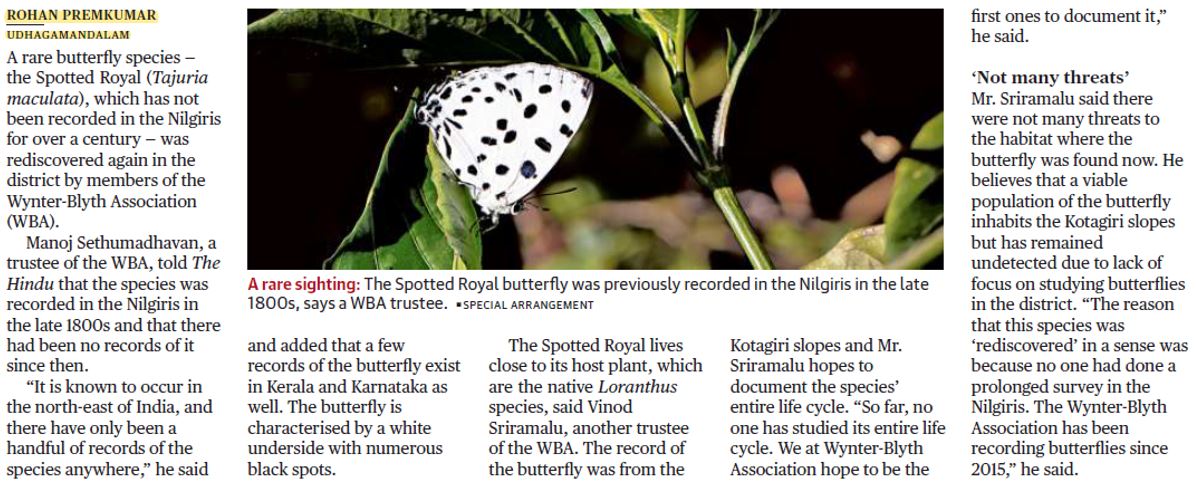 ROHAN PREMKUMAR
UDHAGAMANDALAM
A rare butterfly species –
the Spotted Royal (Tajuria
maculata), which has not
been recorded in the Nilgiris
for over a century – was
rediscovered again in the
district by members of the
Wynter-Blyth Association
(WBA).
Manoj Sethumadhavan, a
trustee of the WBA, told The
Hindu that the species was
recorded in the Nilgiris in
the late 1800s and that there
had been no records of it
since then.
“It is known to occur in
the north-east of India, and
there have only been a
handful of records of the
species anywhere,” he said
A rare sighting: The Spotted Royal butterfly was previously recorded in the Nilgiris in the late
1800s, says a WBA trustee. ▪SPECIAL ARRANGEMENT
and added that a few
records of the butterfly exist
in Kerala and Karnataka as
well. The butterfly is
characterised by a white
underside with numerous
black spots.
The Spotted Royal lives
close to its host plant, which
are the native Loranthus
species, said Vinod
Sriramalu, another trustee
of the WBA. The record of
the butterfly was from the
Kotagiri slopes and Mr.
Sriramalu hopes to
document the species’
entire life cycle. “So far, no
one has studied its entire life
cycle. We at Wynter-Blyth
Association hope to be the
first ones to document it,”
he said.
‘Not many threats’
Mr. Sriramalu said there
were not many threats to
the habitat where the
butterfly was found now. He
believes that a viable
population of the butterfly
inhabits the Kotagiri slopes
but has remained
undetected due to lack of
focus on studying butterflies
in the district. “The reason
that this species was
‘rediscovered’ in a sense was
because no one had done a
prolonged survey in the
Nilgiris. The Wynter-Blyth
Association has been
recording butterflies since
2015,” he said.